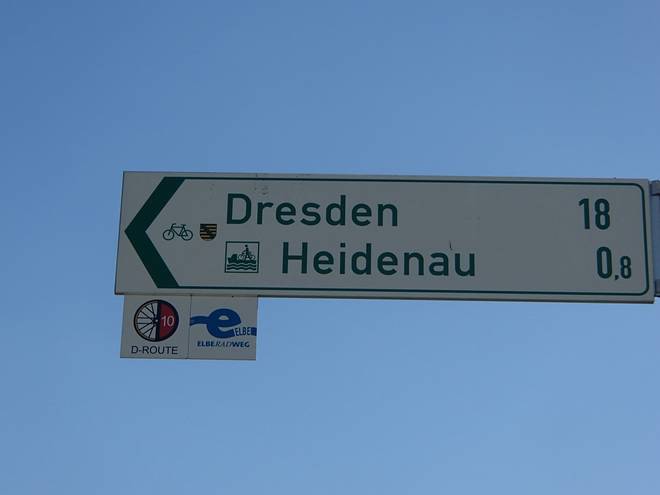 Dresden 18
Heidenau 0,8
10
D-ROUTE
e ELBE
ELBERADWEG